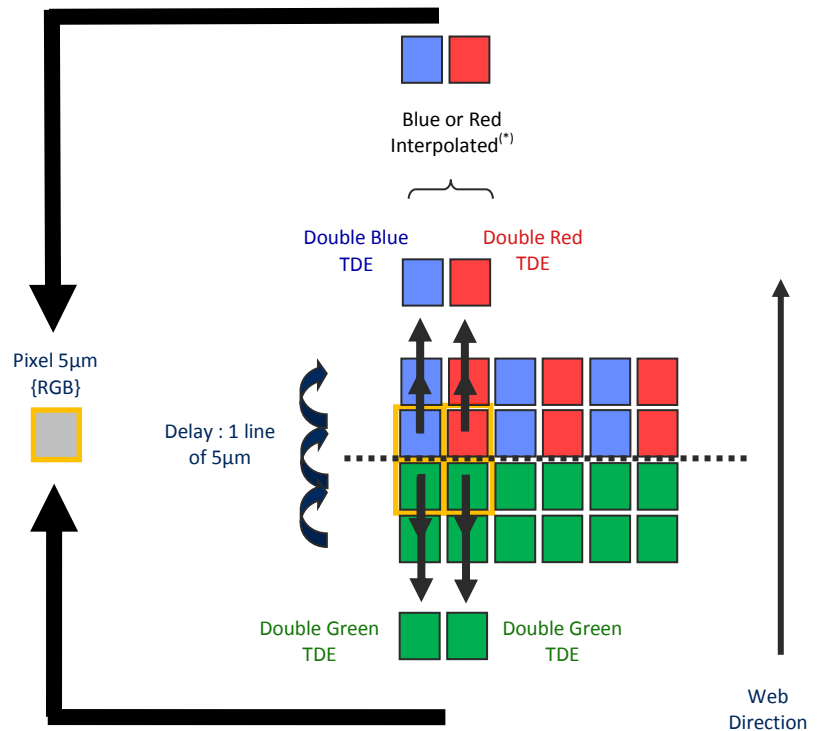 Blue or Red
Interpolated(*)
Double Blue
TDE
Double Red
TDE
Pixel 5µm
{RGB}
Delay : 1 line
of 5µm
Double Green
TDE
Double Green
TDE
Web
Direction